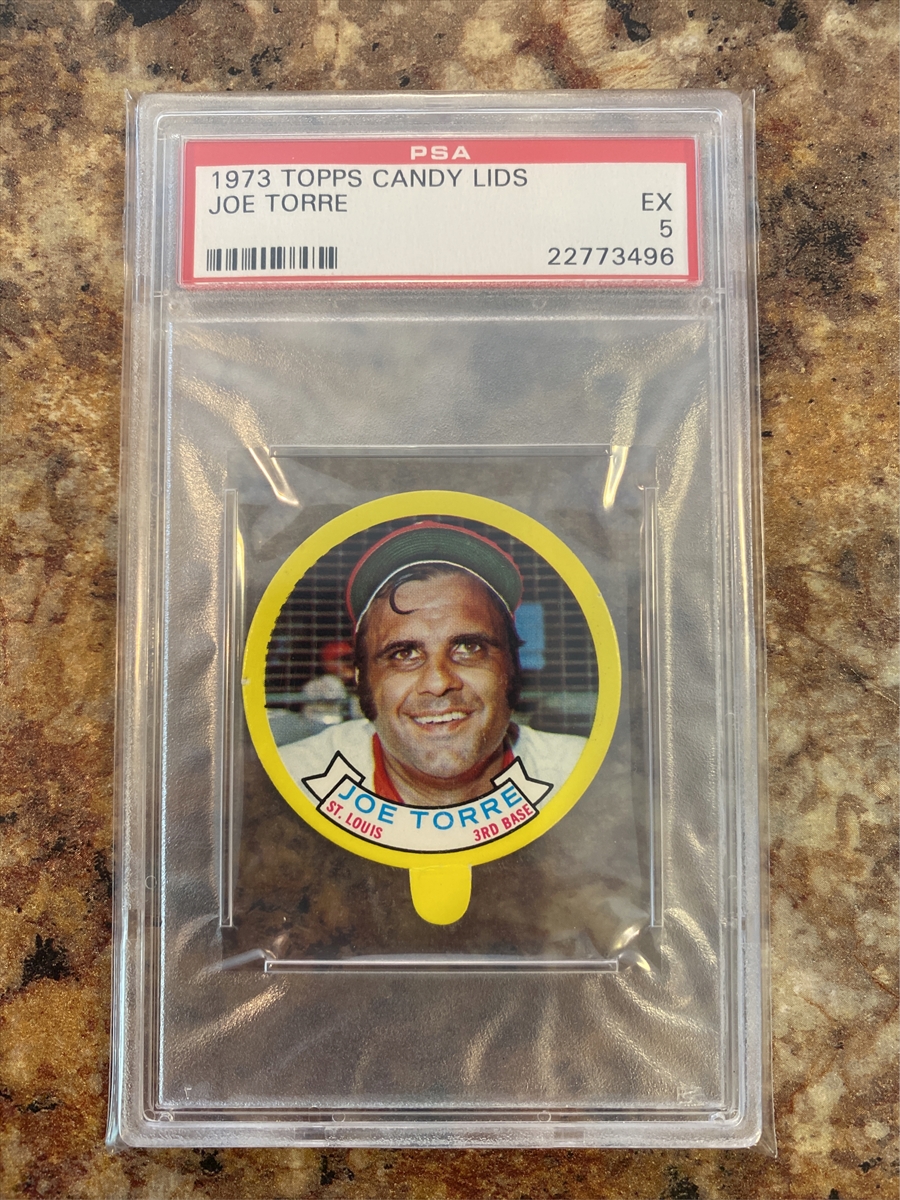 PSA
1973 TOPPS CANDY LIDS
JOE TORRE EX
5
22773496
JOE TORRE
ST. LOUIS 3RD BASE